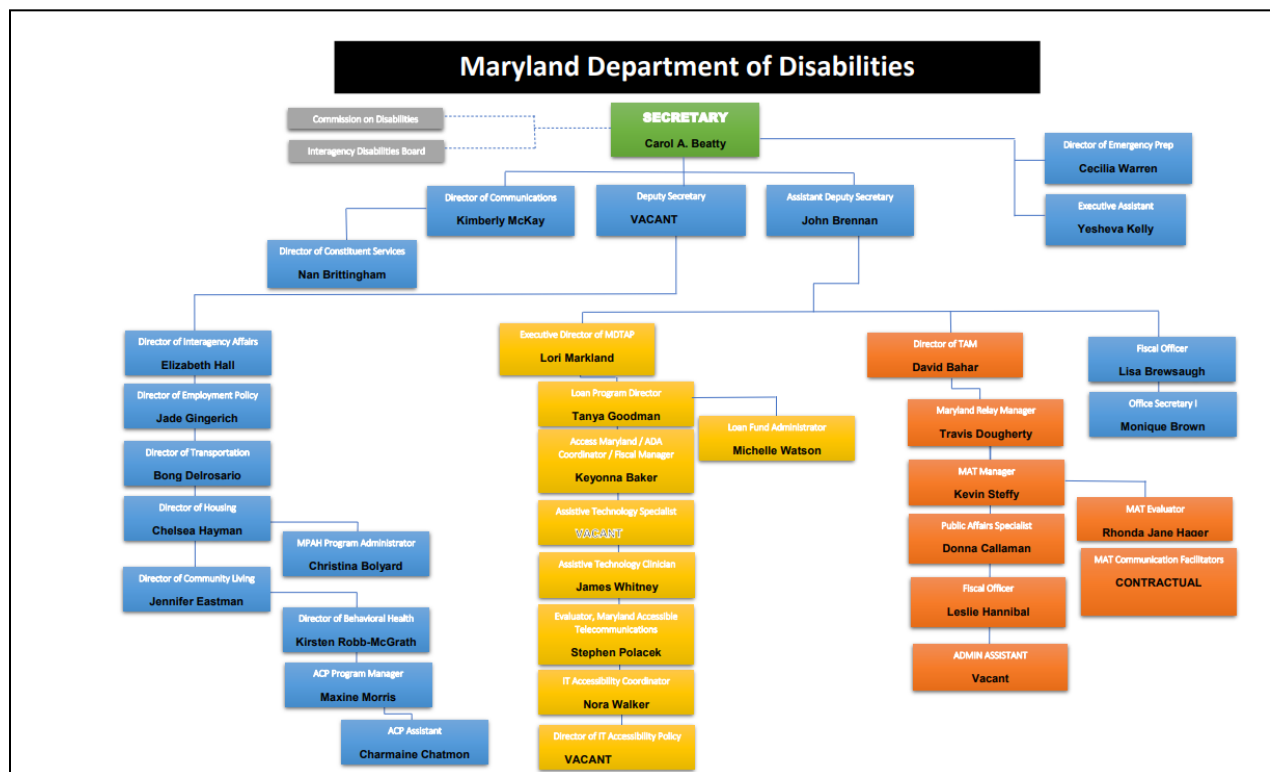 Maryland Department of Disabilities
Commission on Disabilities
Interagency Disabilities Board
SECRETARY
Carol A. Beatty
Director of Emergency Prep
Cecilia Warren
Executive Assistant
Yesheva Kelly
Director of Communications
Kimberly McKay
Deputy Secretary
VACANT
Assistant Deputy Secretary
John Brennan
Director of Constituent Services
Nan Brittingham
Director of Interagency Affairs
Elizabeth Hall
Director of Employment Policy
Jade Gingerich
Director of Transportation
Bong Delrosario
Director of Housing
Chelsea Hayman
MPAH Program Administrator
Christina Bolyard
Director of Community Living
Jennifer Eastman
Director of Behavioral Health
Kirsten Robb-McGrath
ACP Program Manager
Maxine Morris
ACP Assistant
Charmaine Chatmon
Executive Director of MDTAP
Lori Markland
Loan Program Director
Tanya Goodman
Loan Fund Administrator
Michelle Watson
Access Maryland / ADA
Coordinator / Fiscal Manager
Keyonna Baker
Assistive Technology Specialist
VACANT
Assistive Technology Clinician
James Whitney
Evaluator, Maryland Accessible
Telecommunications
Stephen Polacek
IT Accessibility Coordinator
Nora Walker
Director of IT Accessibility Policy
VACANT
Director of TAM
David Bahar
Maryland Relay Manager
Travis Dougherty
MAT Manager
Kevin Steffy
MAT Evaluator
Rhonda Jane Hager
Public Affairs Specialist
Donna Callaman
MAT Communication Facilitators
CONTRACTUAL
Fiscal Officer
Leslie Hannibal
ADMIN ASSISTANT
Vacant
Fiscal Officer
Lisa Brewsaugh
Office Secretary I
Monique Brown